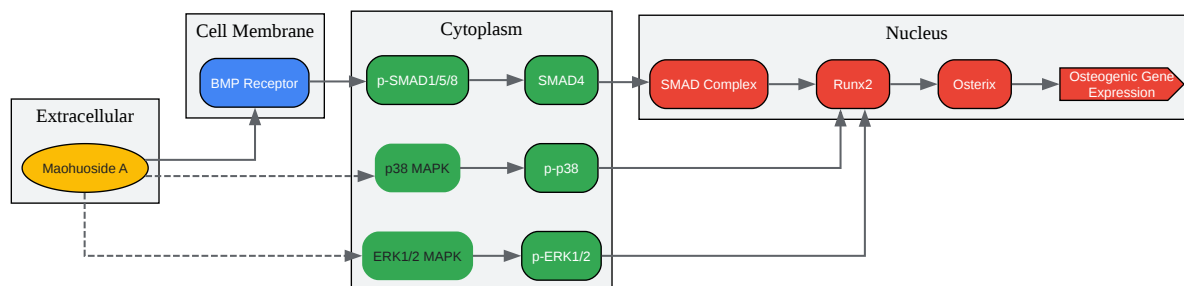 Extracellular
Maohuoside A
Cell Membrane
BMP Receptor
Cytoplasm
p-SMAD1/5/8
SMAD4
p38 MAPK
p-p38
ERK1/2 MAPK
p-ERK1/2
Nucleus
SMAD Complex
Runx2
Osterix
Osteogenic Gene
Expression